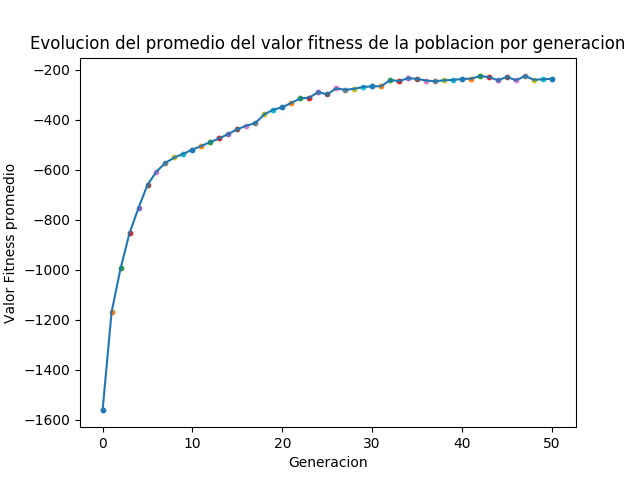 Evolucion del promedio del valor fitness de la poblacion por generacion
−200
−400
−600
−800
−1000
−1200
−1400
−1600
Valor Fitness promedio
0 10 20 30 40 50
Generacion